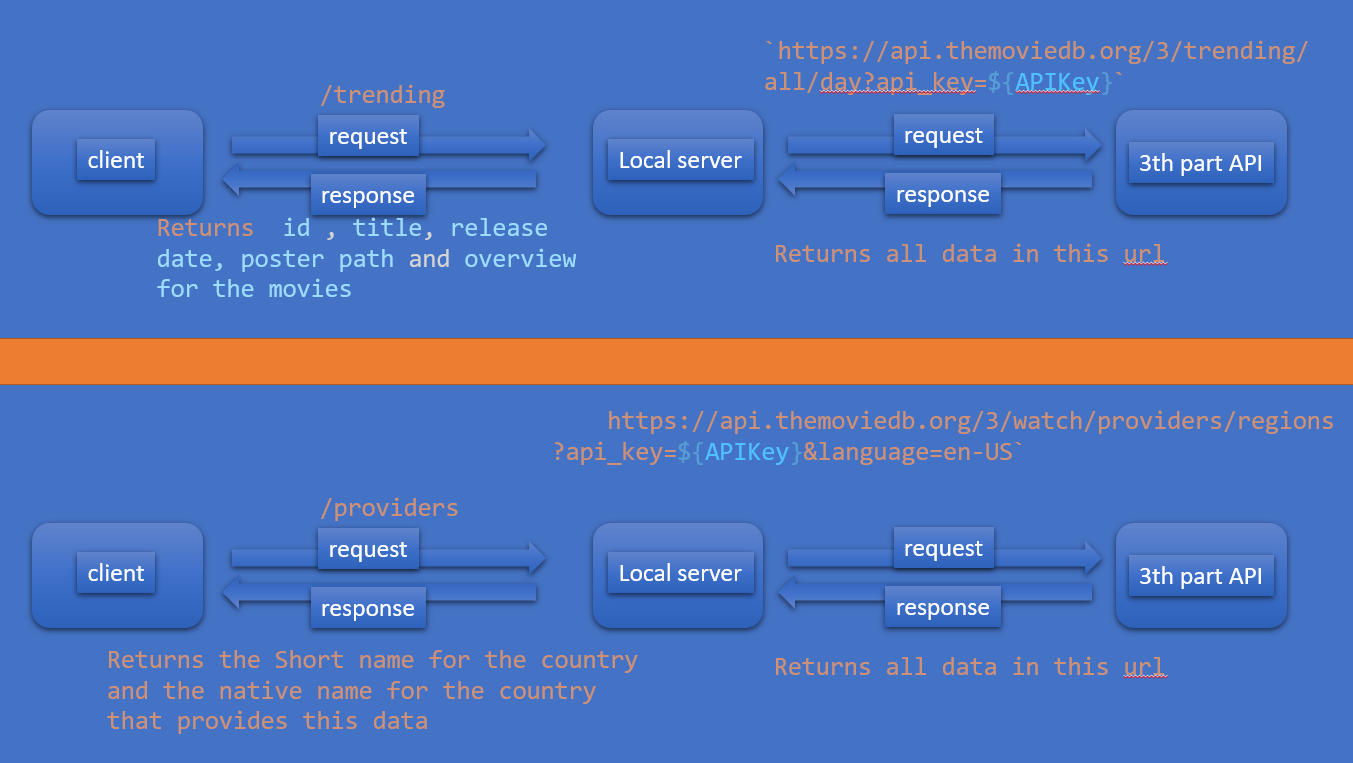 `https://api.themoviedb.org/3/trending/
all/day?api_key=${APIKey}`
/trending
request
request
client
Local server
3th part API
response
response
Returns  id , title, release
date, poster path and overview
for the movies
Returns all data in this url
https://api.themoviedb.org/3/watch/providers/regions
?api_key=${APIKey}&language=en-US`
/providers
request
request
client
Local server
3th part API
response
response
Returns the Short name for the country
and the native name for the country
that provides this data
Returns all data in this url